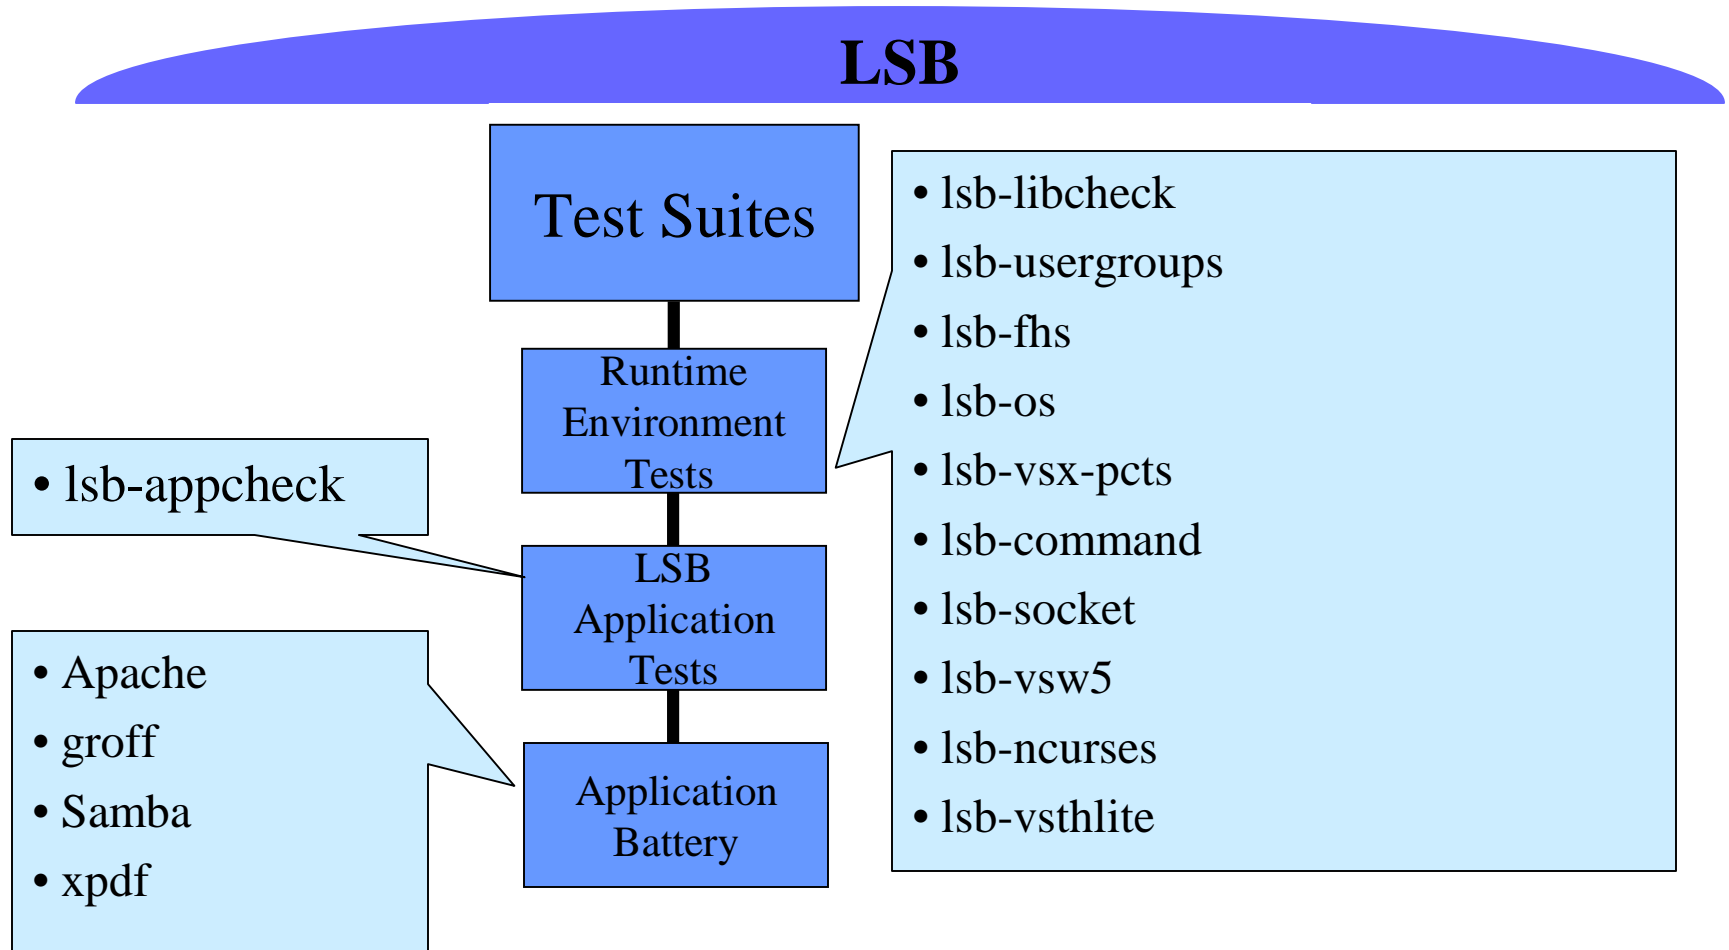 LSB
Test Suites
Runtime
Environment
Tests
LSB
Application
Tests
Application
Battery
• lsb-appcheck
• Apache
• groff
• Samba
• xpdf
• lsb-libcheck
• lsb-usergroups
• lsb-fhs
• lsb-os
• lsb-vsx-pcts
• lsb-command
• lsb-socket
• lsb-vsw5
• lsb-ncurses
• lsb-vsthlite